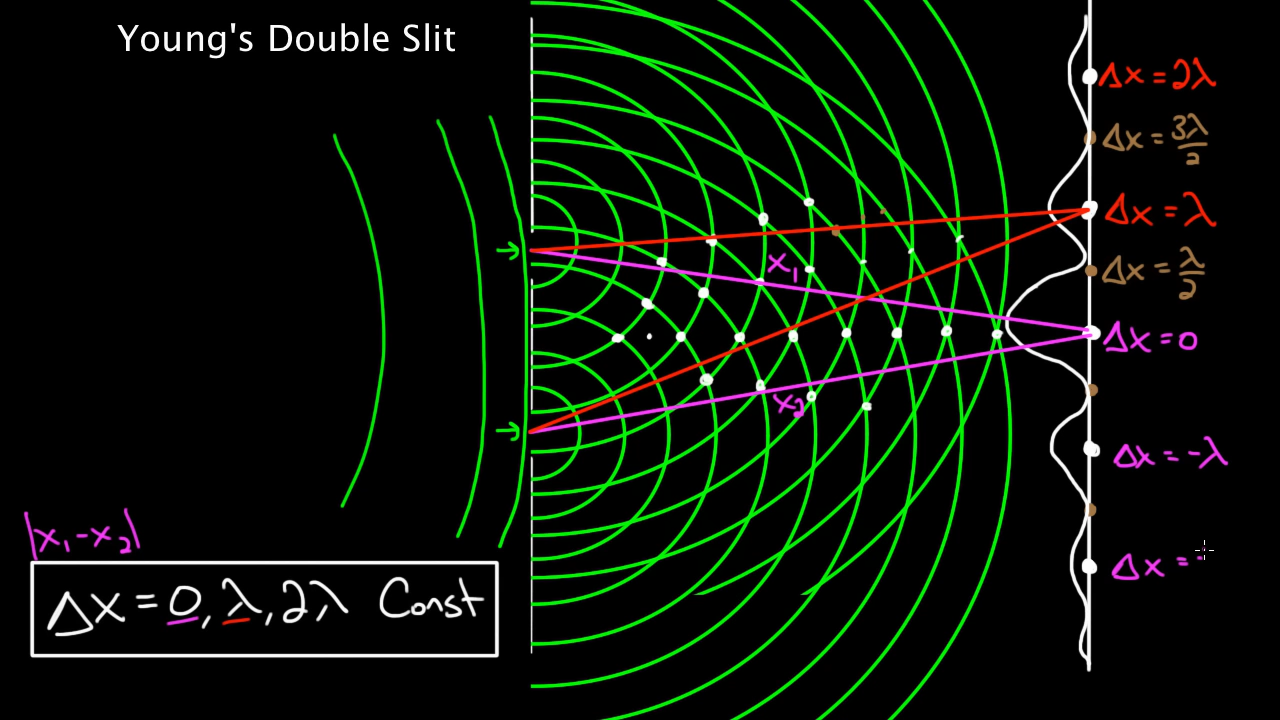 Young's Double Slit
Δx = 2λ
Δx = 3λ/2
Δx = λ
x₁
Δx = λ/2
Δx = 0
x₂
Δx = -λ
|x₁-x₂|
Δx = -
Δx = 0, λ, 2λ Const